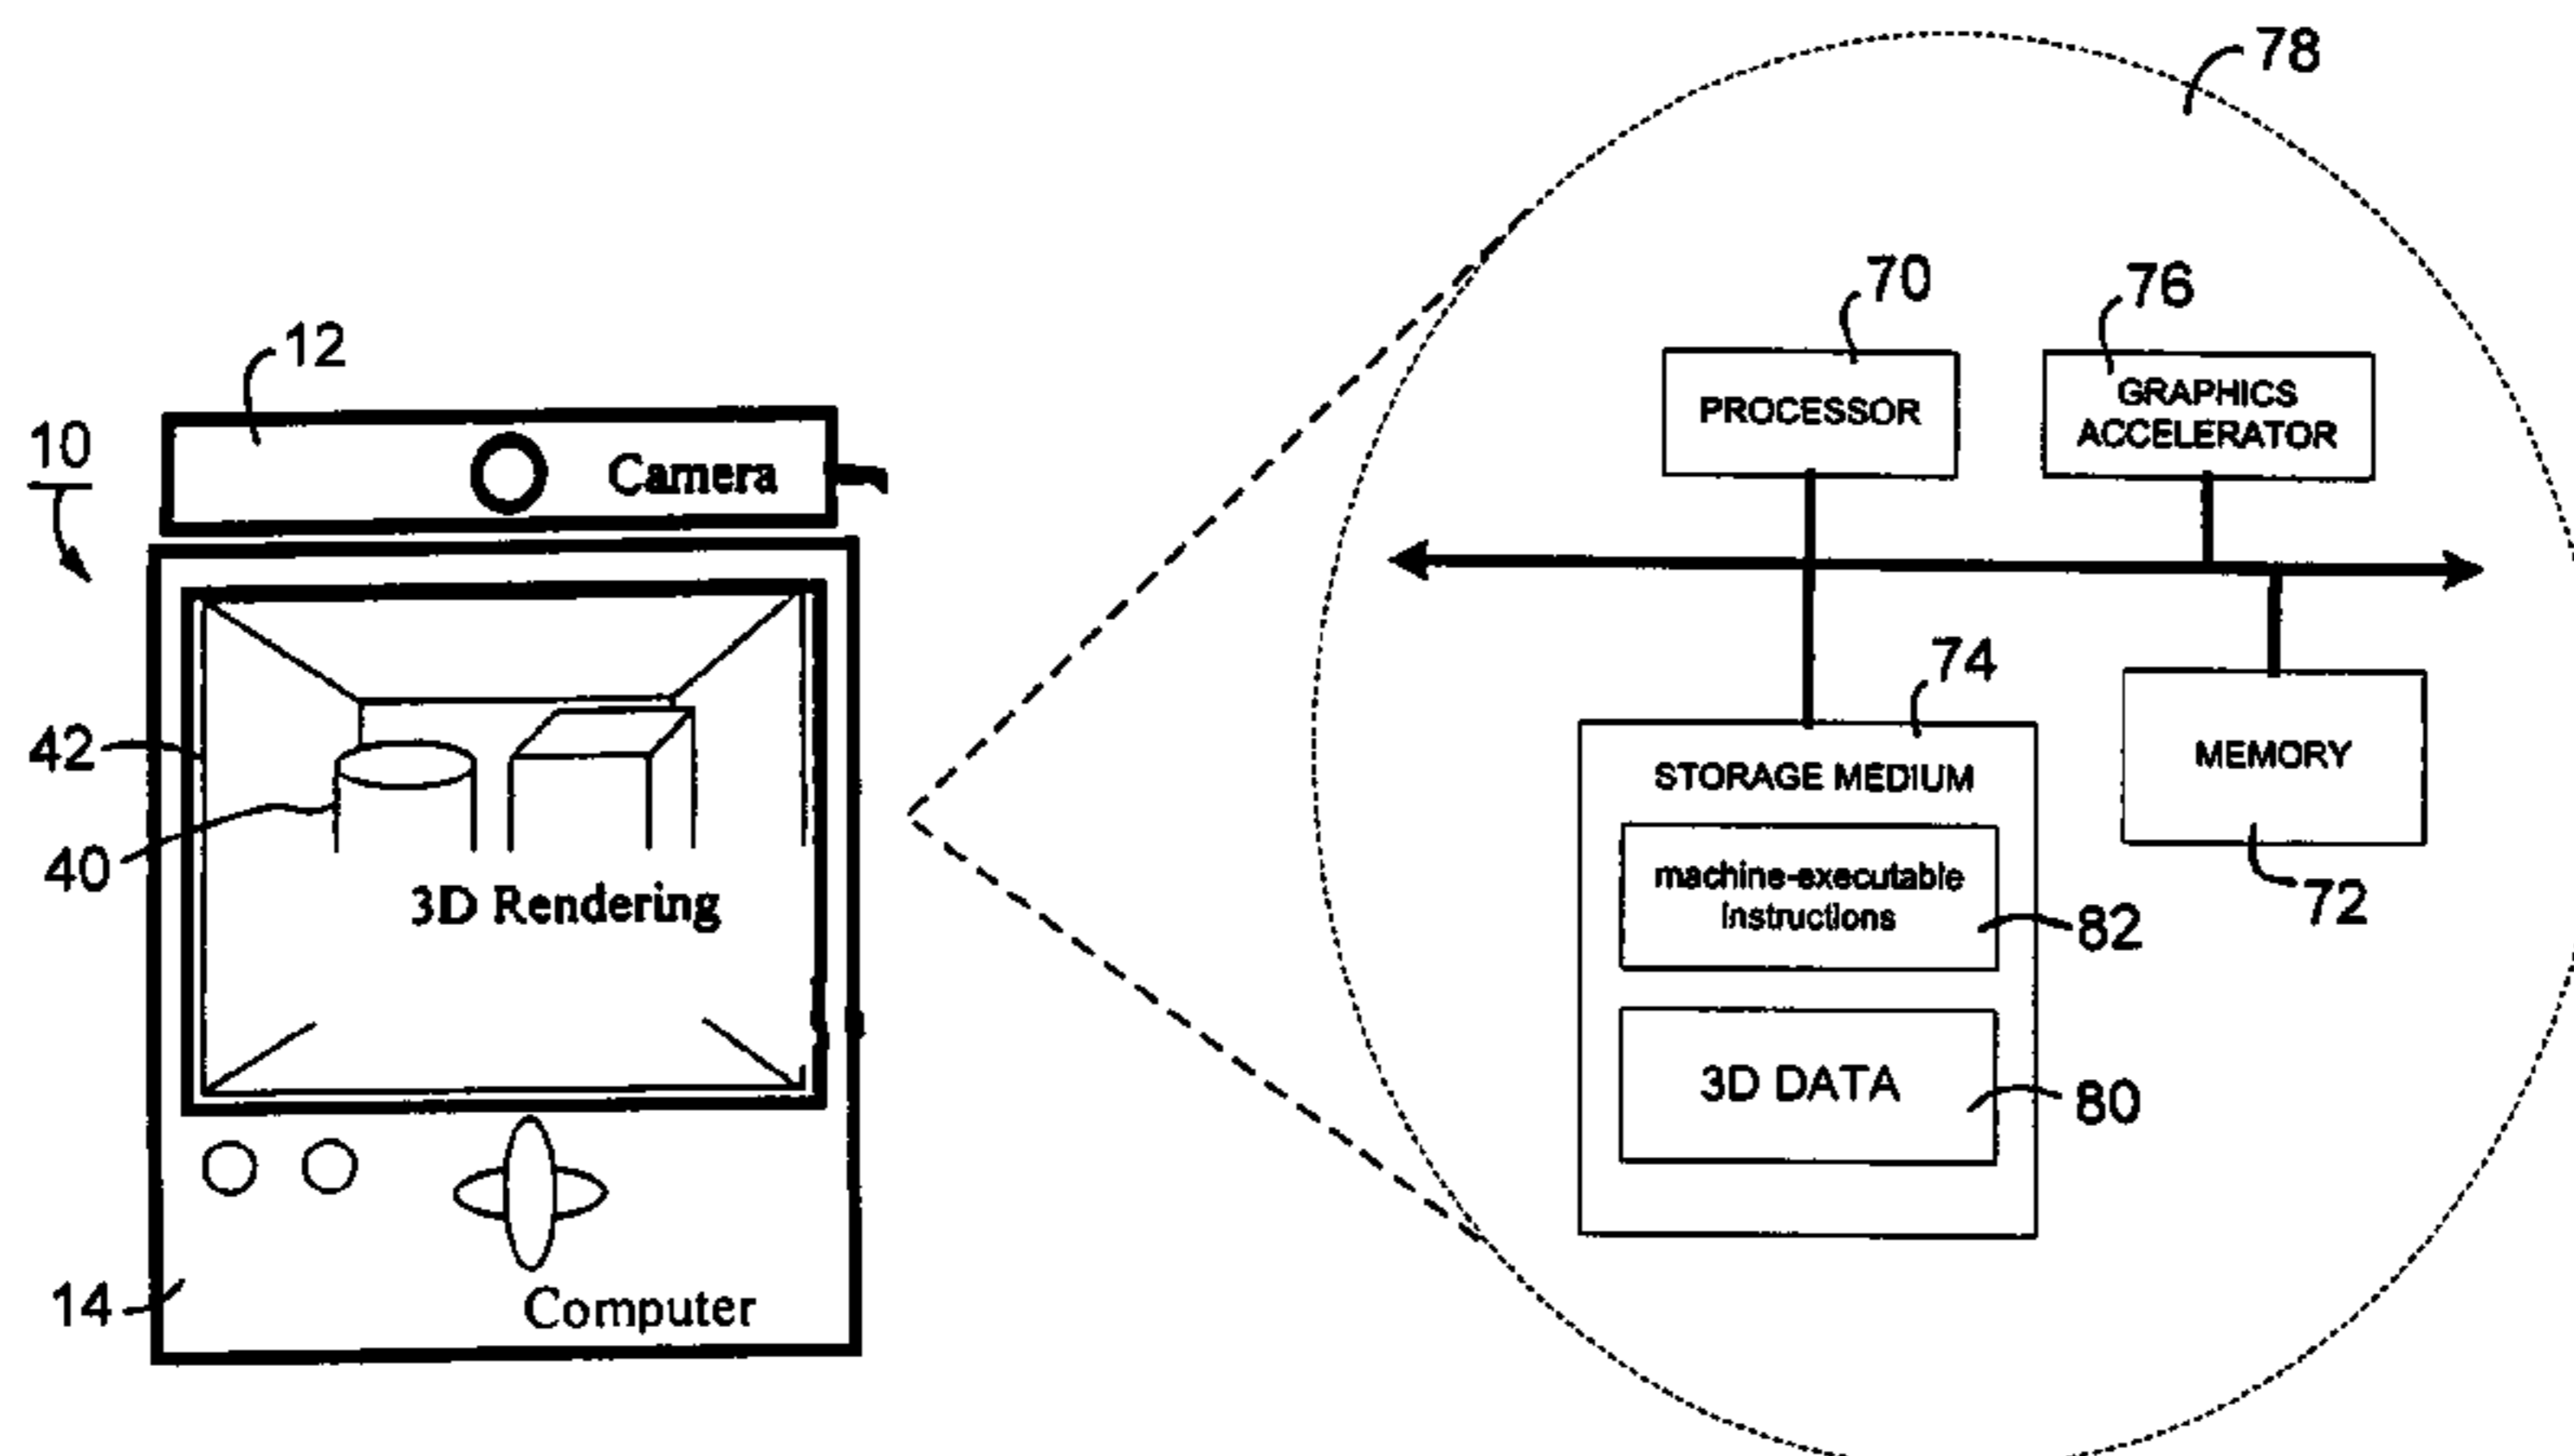 78
70
76
12
PROCESSOR
GRAPHICS
ACCELERATOR
10
Camera
74
42
STORAGE MEDIUM
MEMORY
40
machine-executable
instructions
3D Rendering
72
82
3D DATA
80
14
Computer